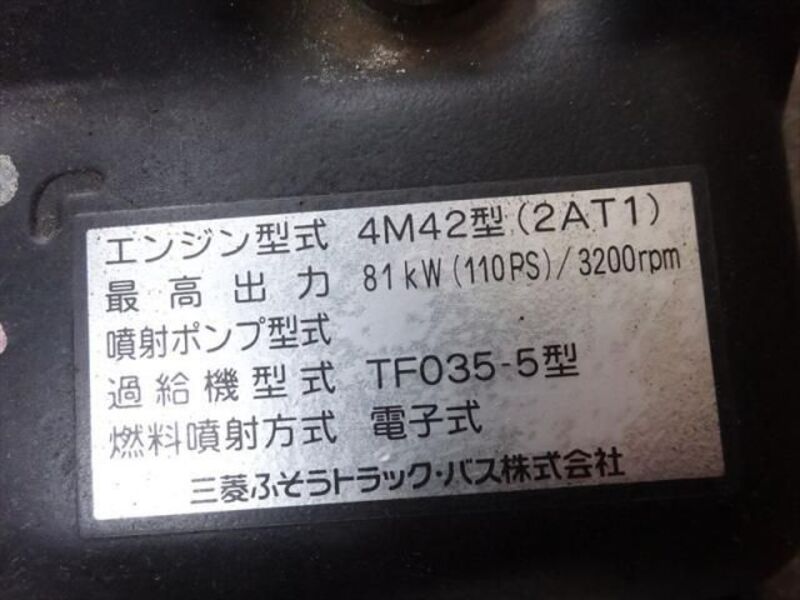 エンジン型式 4M42型(2AT1)
最高出力 81kW(110PS)/3200rpm
噴射ポンプ型式
過給機型式 TF035-5型
燃料噴射方式 電子式
三菱ふそうトラック・バス株式会社